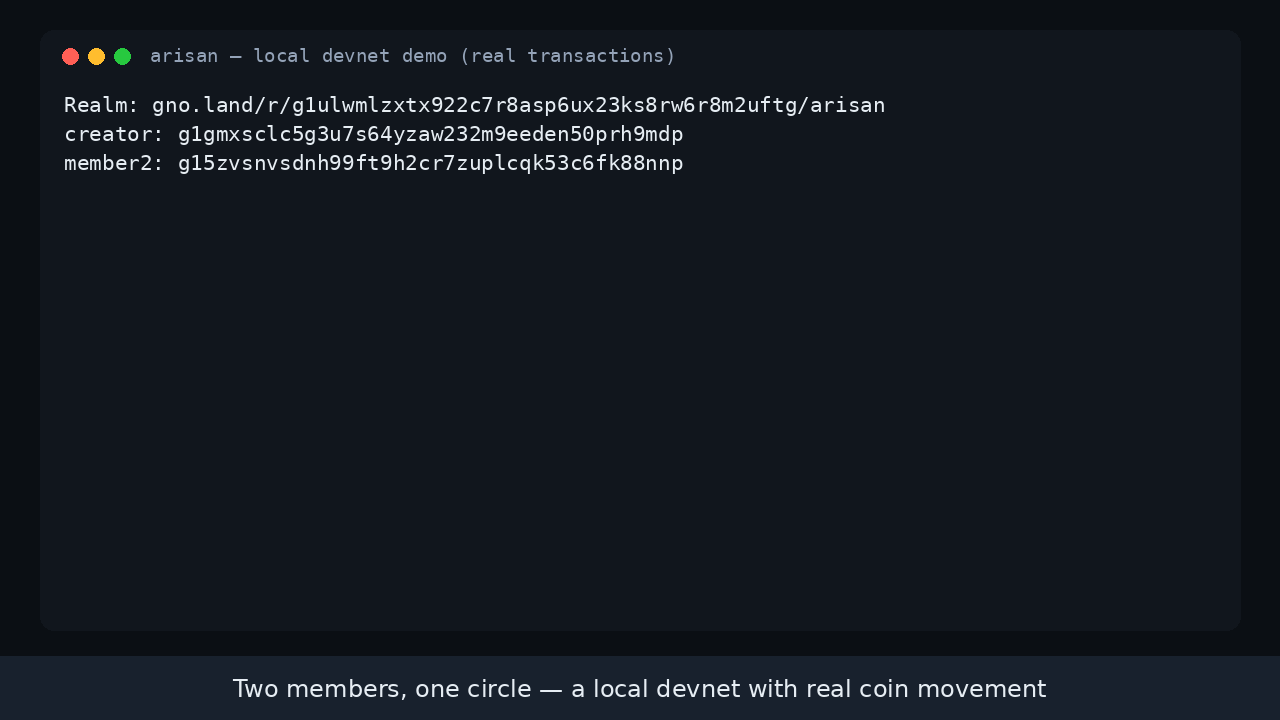 arisan — local devnet demo (real transactions)
Realm: gno.land/r/g1ulwmlzxtx922c7r8asp6ux23ks8rw6r8m2uftg/arisan
creator: g1gmxsclc5g3u7s64yzaw232m9eeden50prh9mdp
member2: g15zvsnvsdnh99ft9h2cr7zuplcqk53c6fk88nnp
Two members, one circle — a local devnet with real coin movement